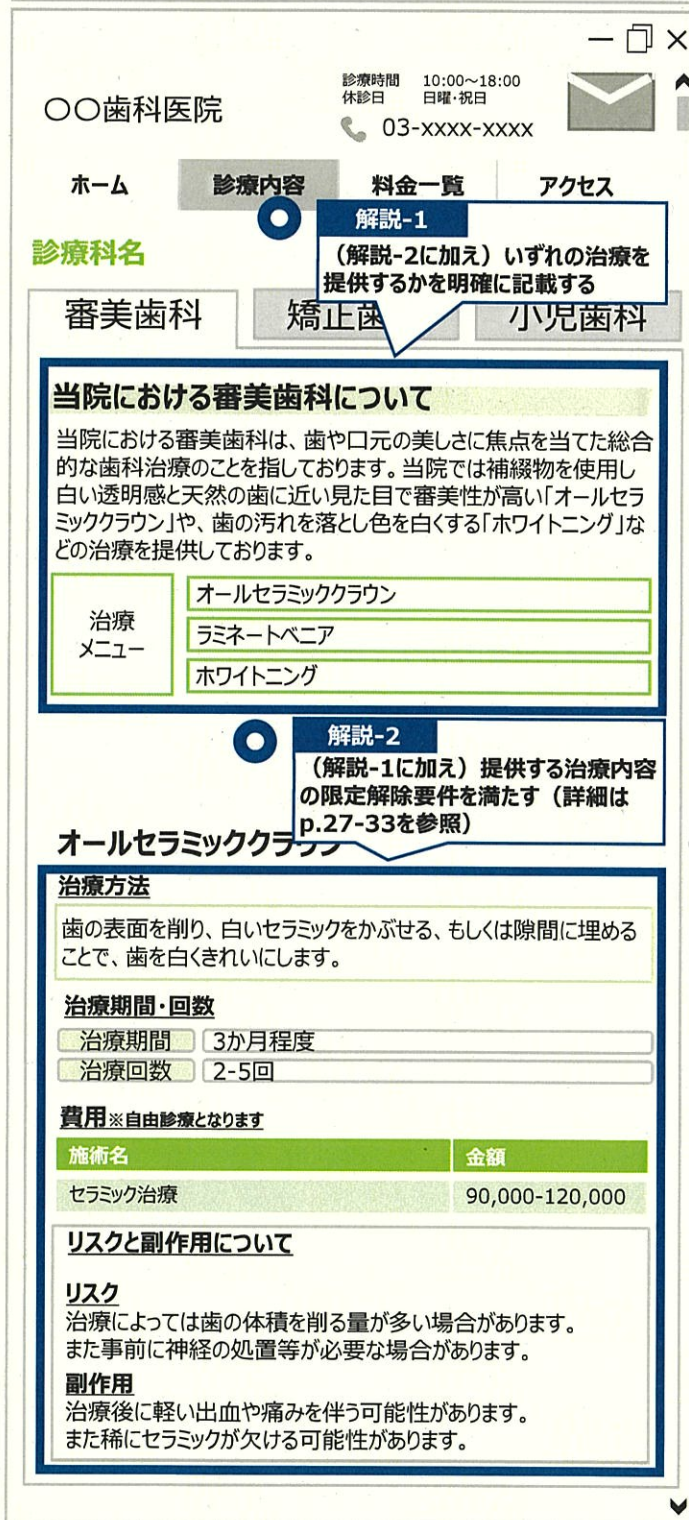 〇〇歯科医院
診療時間 10:00~18:00
休診日 日曜・祝日
03-xxxx-xxxx
ホーム 診療内容 料金一覧 アクセス
解説-1
(解説-2に加え)いずれの治療を
提供するかを明確に記載する
診療科名
審美歯科 矯正歯 小児歯科
当院における審美歯科について
当院における審美歯科は、歯や口元の美しさに焦点を当てた総合
的な歯科治療のことを指しております。当院では補綴物を使用し
白い透明感と天然の歯に近い見た目で審美性が高い「オールセラ
ミッククラウン」や、歯の汚れを落とし色を白くする「ホワイトニング」な
どの治療を提供しております。
治療
メニュー
オールセラミッククラウン
ラミネートベニア
ホワイトニング
解説-2
(解説-1に加え)提供する治療内容
の限定解除要件を満たす(詳細は
p.27-33を参照)
オールセラミッククラウン
治療方法
歯の表面を削り、白いセラミックをかぶせる、もしくは隙間に埋める
ことで、歯を白くきれいにします。
治療期間・回数
治療期間 3か月程度
治療回数 2-5回
費用※自由診療となります
施術名 金額
セラミック治療 90,000-120,000
リスクと副作用について
リスク
治療によっては歯の体積を削る量が多い場合があります。
また事前に神経の処置等が必要な場合があります。
副作用
治療後に軽い出血や痛みを伴う可能性があります。
また稀にセラミックが欠ける可能性があります。